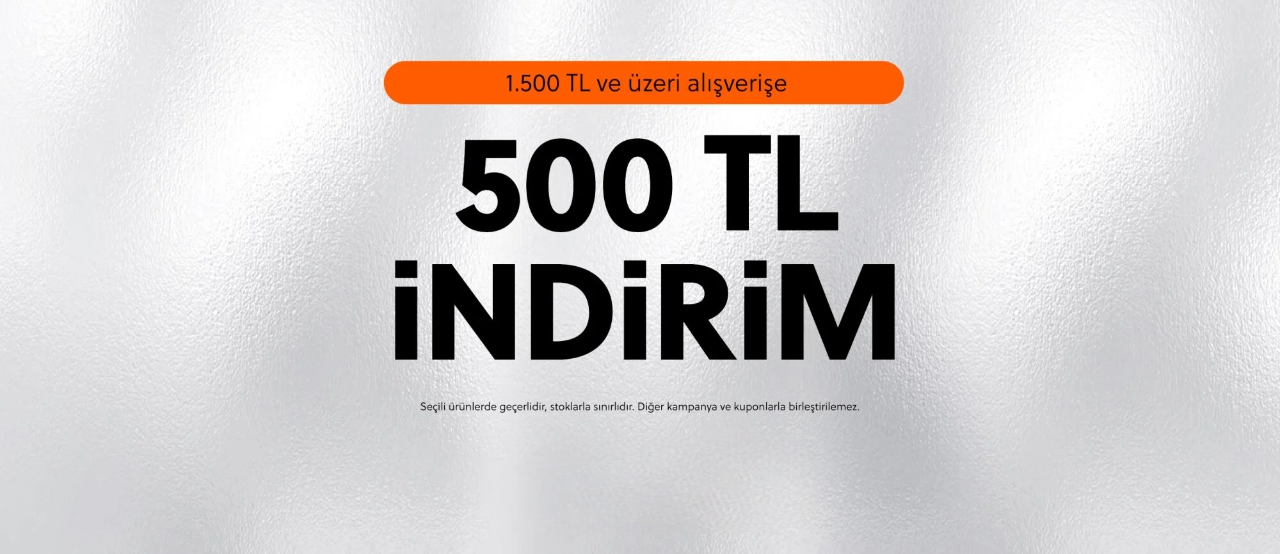 1.500 TL ve üzeri alışverişe
500 TL
İNDİRİM
Seçili ürünlerde geçerlidir, stoklarla sınırlıdır. Diğer kampanya ve kuponlarla birleştirilemez.